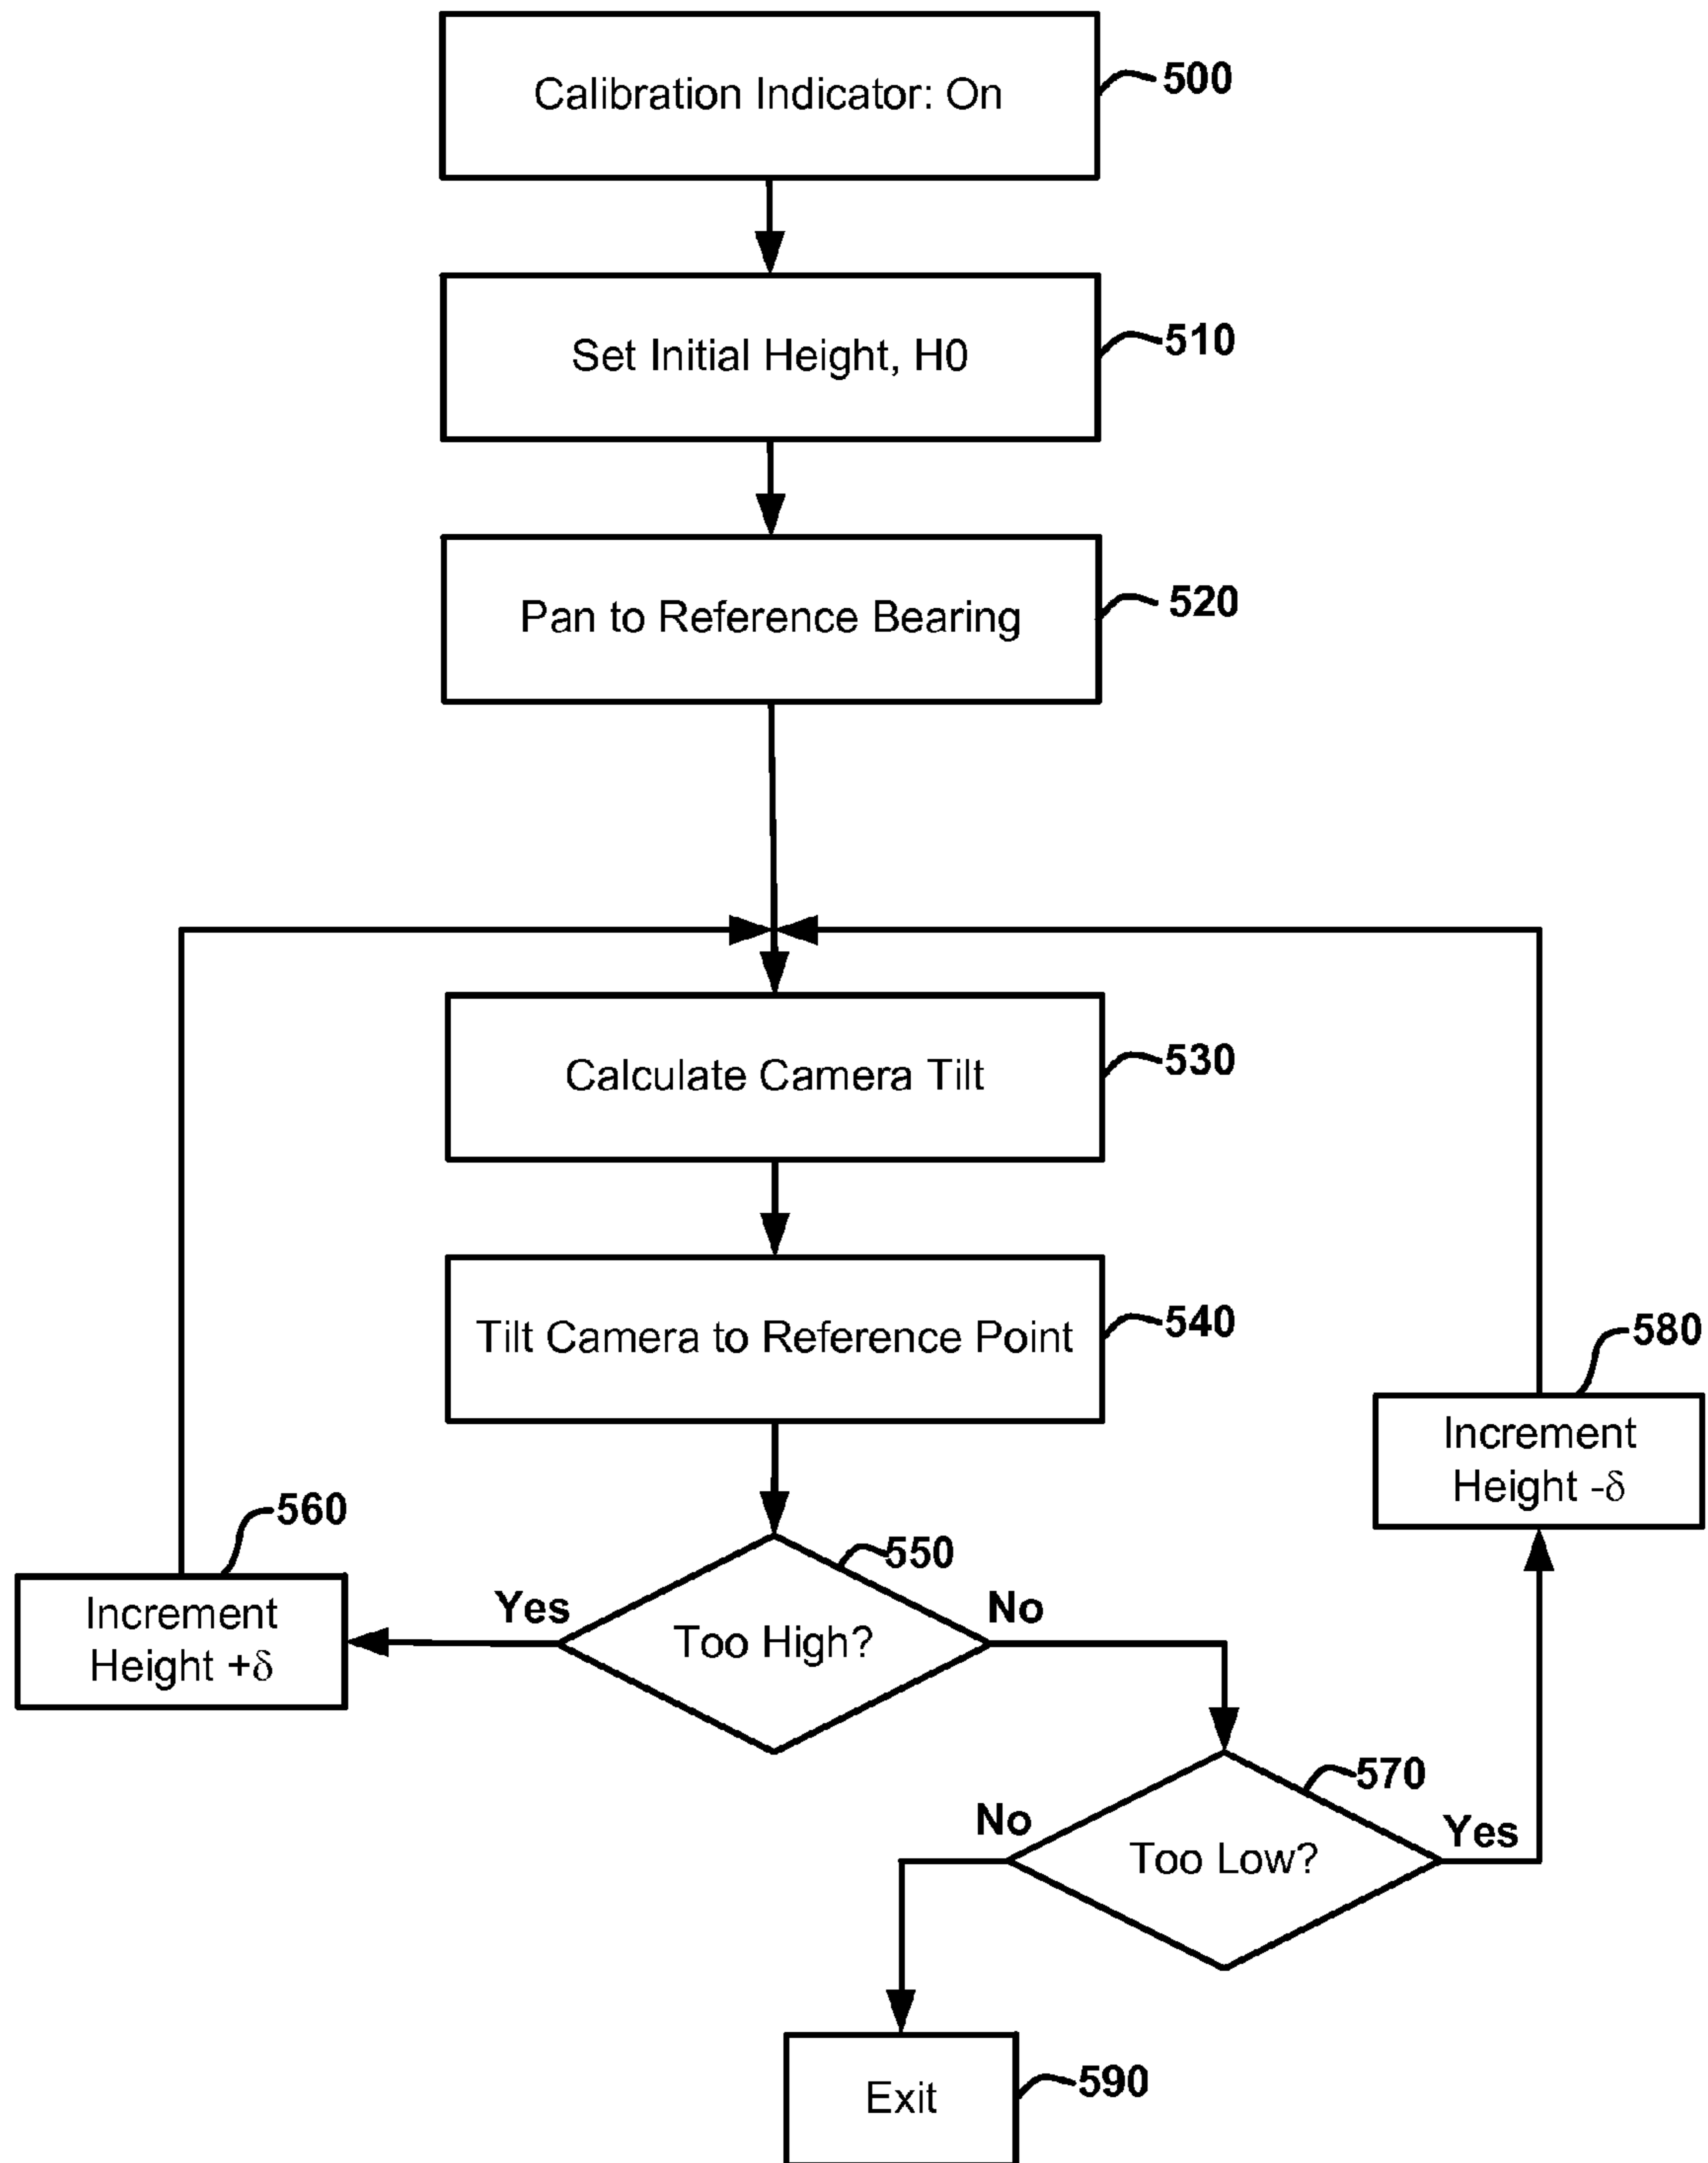 Calibration Indicator: On
500
Set Initial Height, H0
510
Pan to Reference Bearing
520
Calculate Camera Tilt
530
Tilt Camera to Reference Point
540
580
Increment
Height -δ
560
Increment
Height +δ
550
Yes
No
Too High?
570
No
Yes
Too Low?
Exit
590